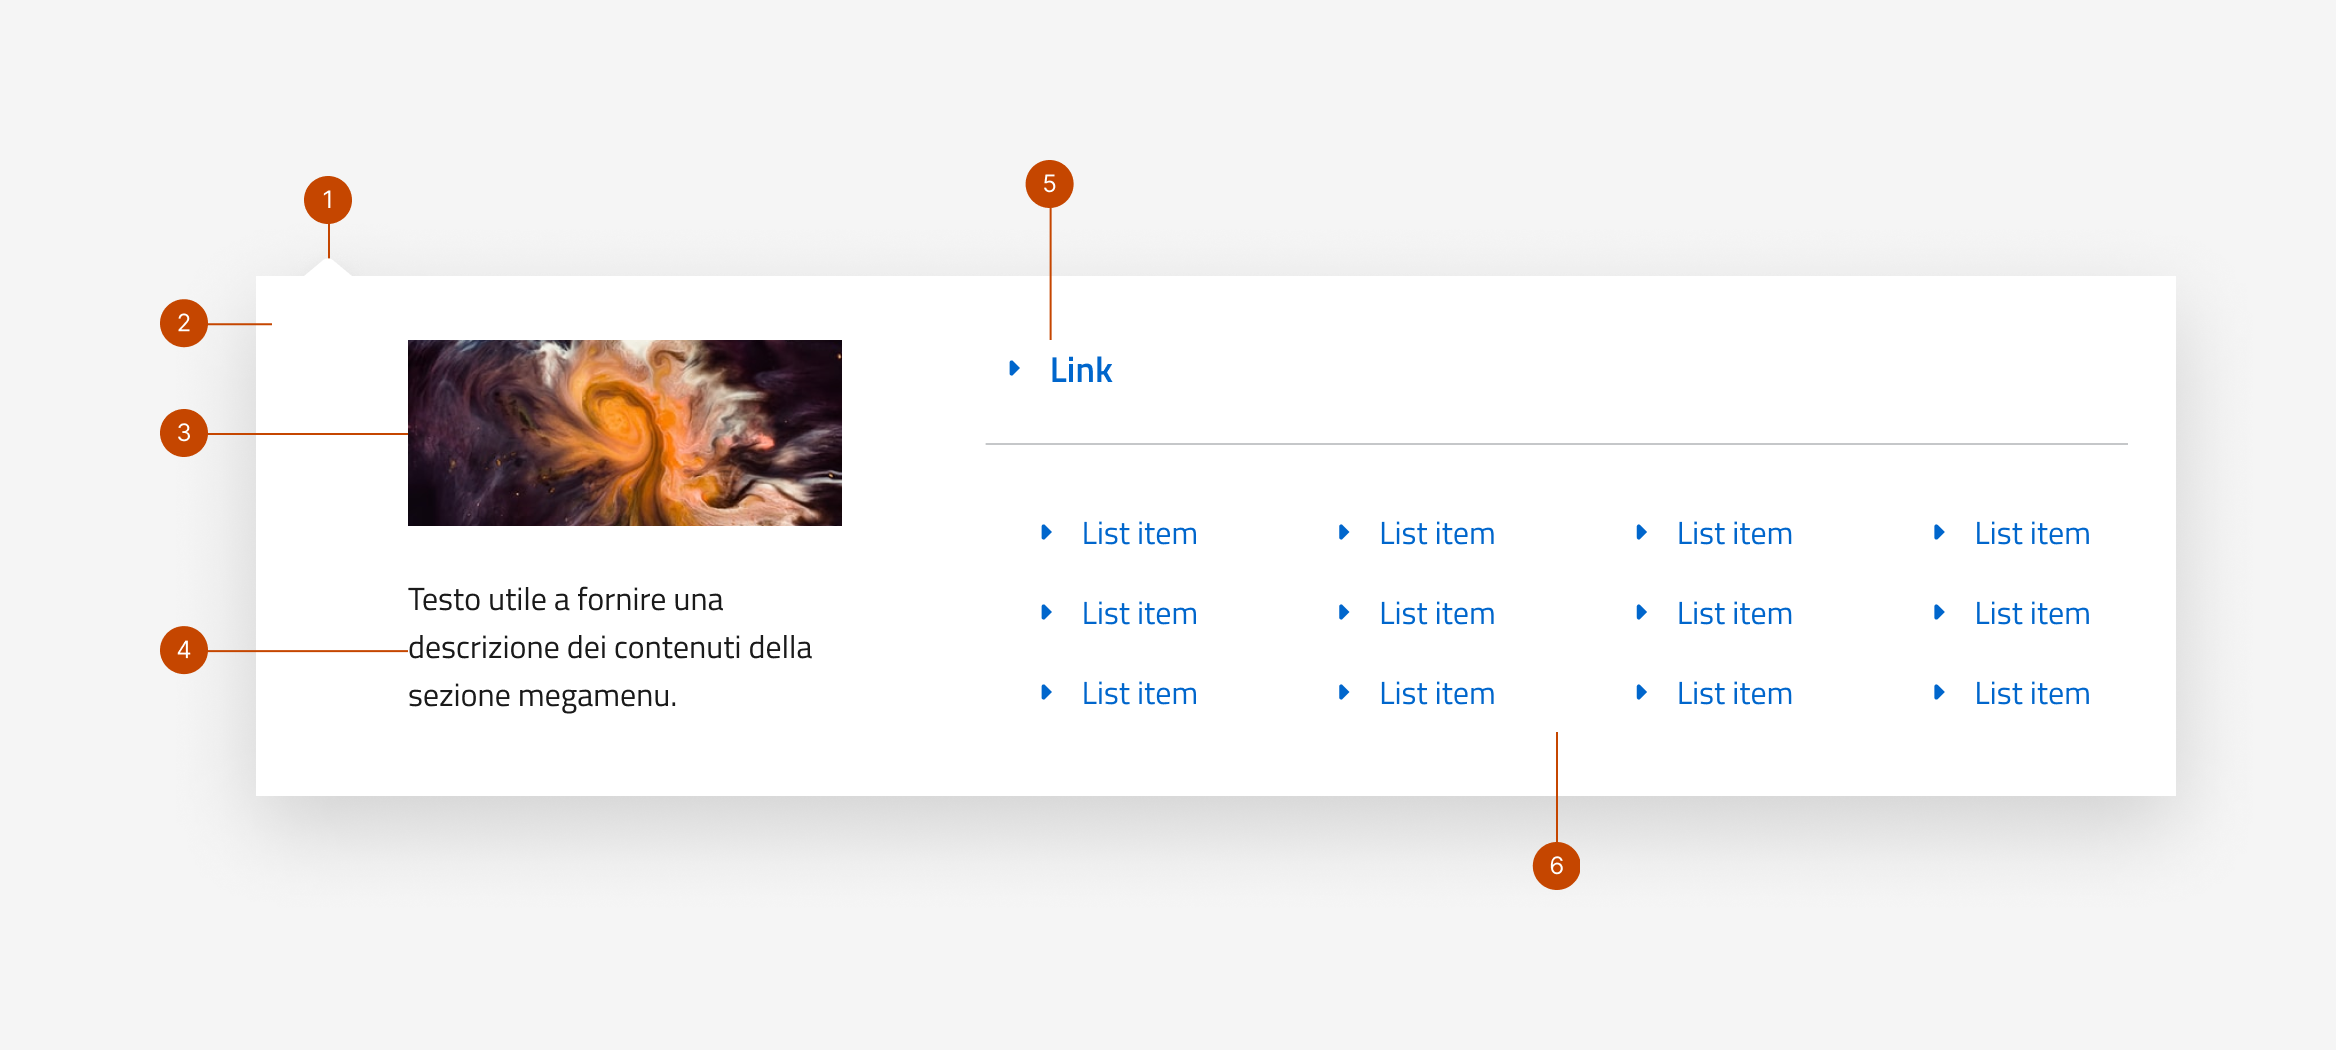 1
5
2
3
4
Testo utile a fornire una
descrizione dei contenuti della
sezione megamenu.
Link
List item List item List item List item
List item List item List item List item
List item List item List item List item
6